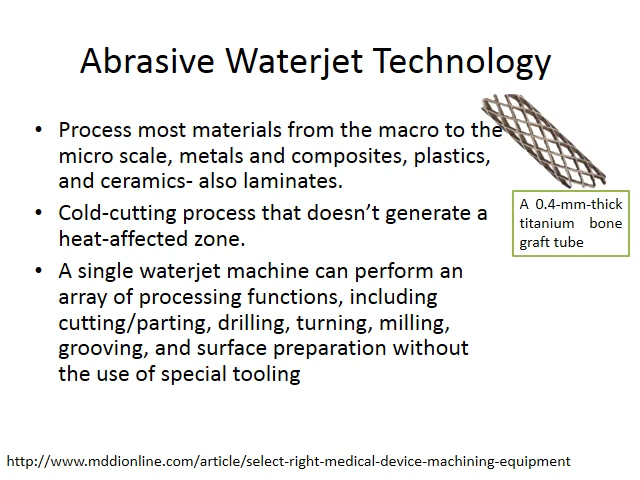 Abrasive Waterjet Technology
• Process most materials from the macro to the
micro scale, metals and composites, plastics,
and ceramics- also laminates.
• Cold-cutting process that doesn’t generate a
heat-affected zone.
• A single waterjet machine can perform an
array of processing functions, including
cutting/parting, drilling, turning, milling,
grooving, and surface preparation without
the use of special tooling
A 0.4-mm-thick
titanium bone
graft tube
http://www.mddionline.com/article/select-right-medical-device-machining-equipment